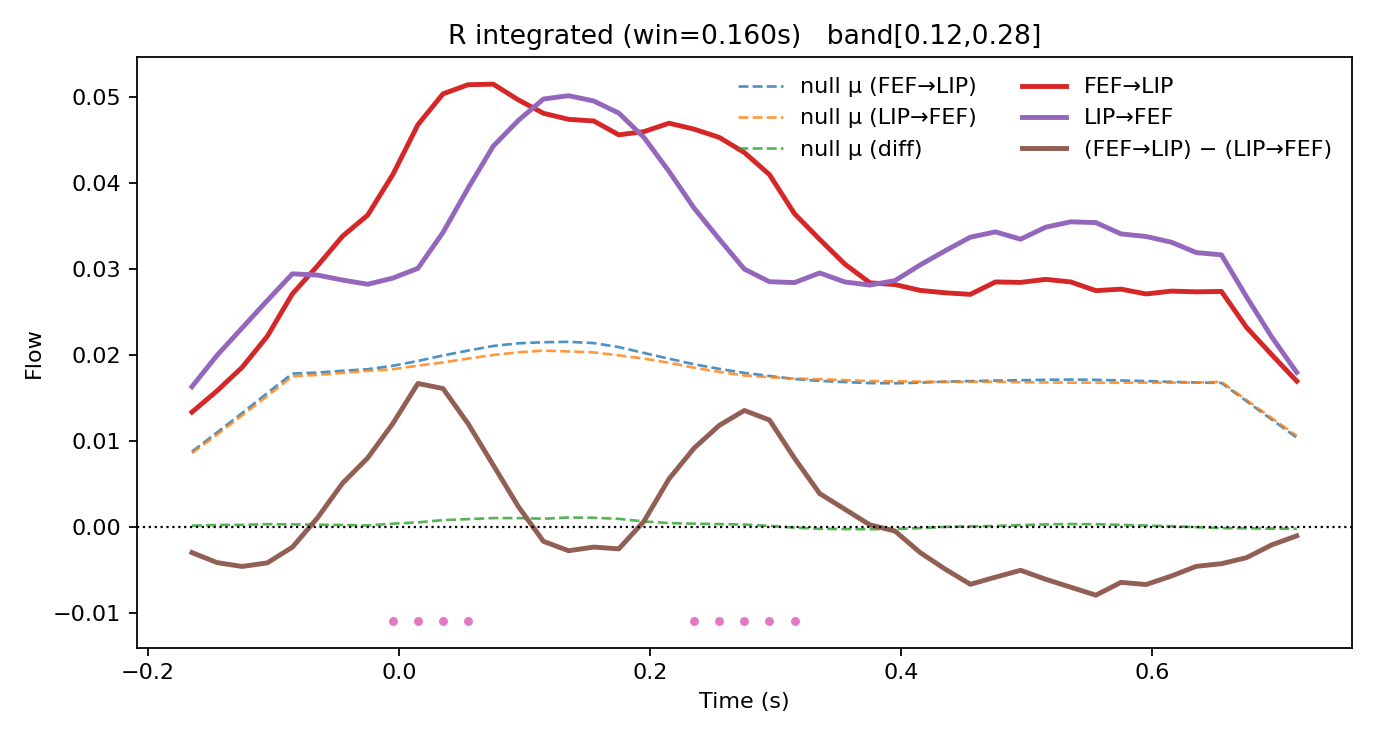 R integrated (win=0.160s)   band[0.12,0.28]
null μ (FEF→LIP)
null μ (LIP→FEF)
null μ (diff)
FEF→LIP
LIP→FEF
(FEF→LIP) − (LIP→FEF)
Flow
0.05
0.04
0.03
0.02
0.01
0.00
−0.01
−0.2
0.0
0.2
0.4
0.6
Time (s)